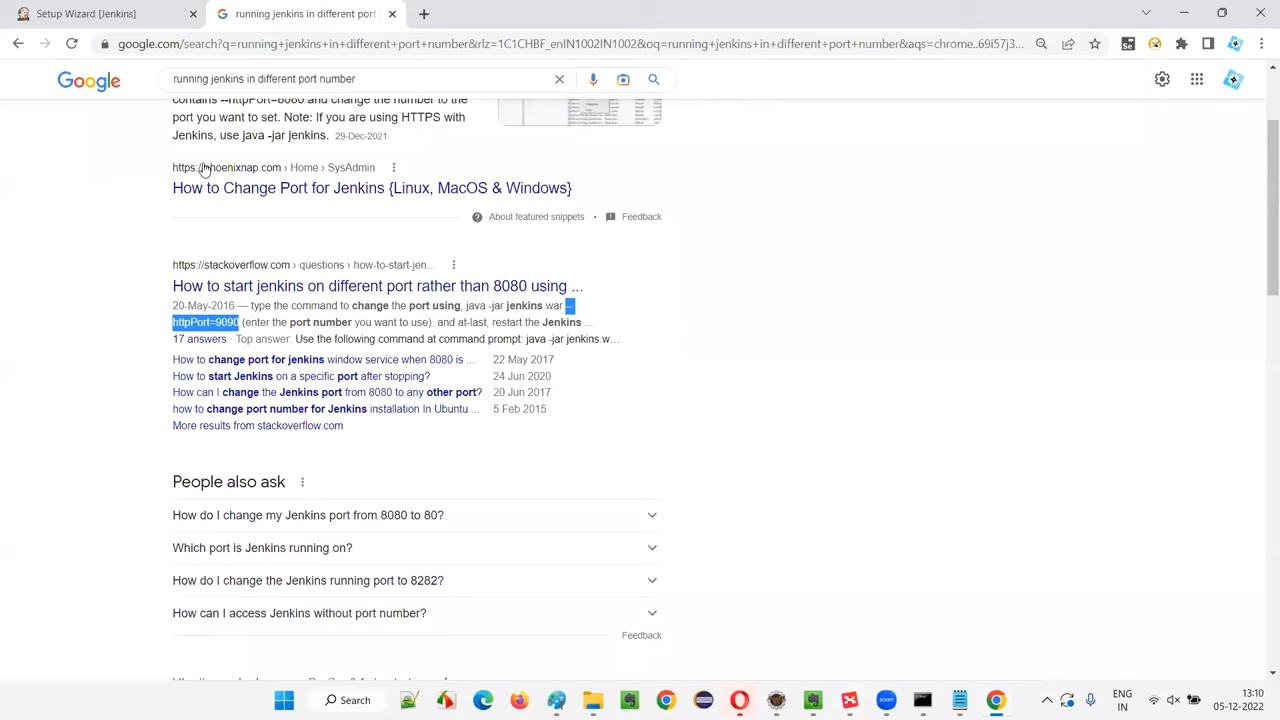 Setup Wizard [Jenkins]
running jenkins in different port
google.com/search?q=running+jenkins+in+different+port+number&rlz=1C1CHBF_enIN1002IN1002&oq=running+jenkins+in+different+port+number&aqs=chrome..69i57j3...
Google
running jenkins in different port number
contains --httpPort=8080 and change the number to the
port you want to set. Note: If you are using HTTPS with
Jenkins, use java -jar jenkins. 29-Dec-2021
› Home › SysAdmin
How to Change Port for Jenkins {Linux, MacOS & Windows}
About featured snippets • Feedback
https://stackoverflow.com › questions › how-to-start-jen...
How to start jenkins on different port rather than 8080 using ...
20-May-2016 — type the command to change the port using, java -jar jenkins.war --
httpPort=9090 (enter the port number you want to use). and at-last, restart the Jenkins ...
17 answers · Top answer: Use the following command at command prompt: java -jar jenkins.w...
How to change port for jenkins window service when 8080 is ... 22 May 2017
How to start Jenkins on a specific port after stopping? 24 Jun 2020
How can I change the Jenkins port from 8080 to any other port? 20 Jun 2017
how to change port number for Jenkins installation In Ubuntu ... 5 Feb 2015
More results from stackoverflow.com
People also ask
How do I change my Jenkins port from 8080 to 80?
Which port is Jenkins running on?
How do I change the Jenkins running port to 8282?
How can I access Jenkins without port number?
Feedback
Search
zoom
ENG
IN
13:10
05-12-2022